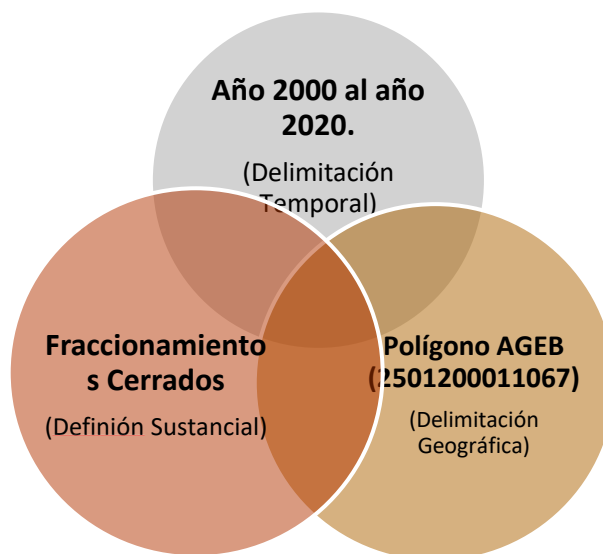 Año 2000 al año
2020.
(Delimitación
Temporal)
Fraccionamiento
s Cerrados
(Definión Sustancial)
Polígono AGEB
(2501200011067)
(Delimitación
Geográfica)